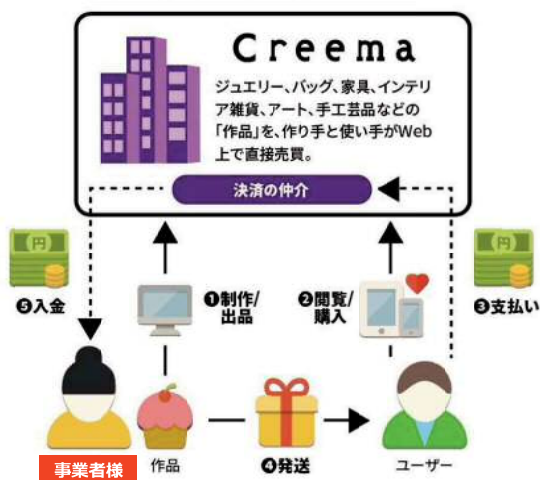 Creema
ジュエリー、バッグ、家具、インテリ
ア雑貨、アート、手工芸品などの
「作品」を、作り手と使い手がWeb
上で直接売買。
決済の仲介
円
円
❺入金
❶制作/
出品
❷閲覧/
購入
❸支払い
事業者様
作品
❹発送
ユーザー